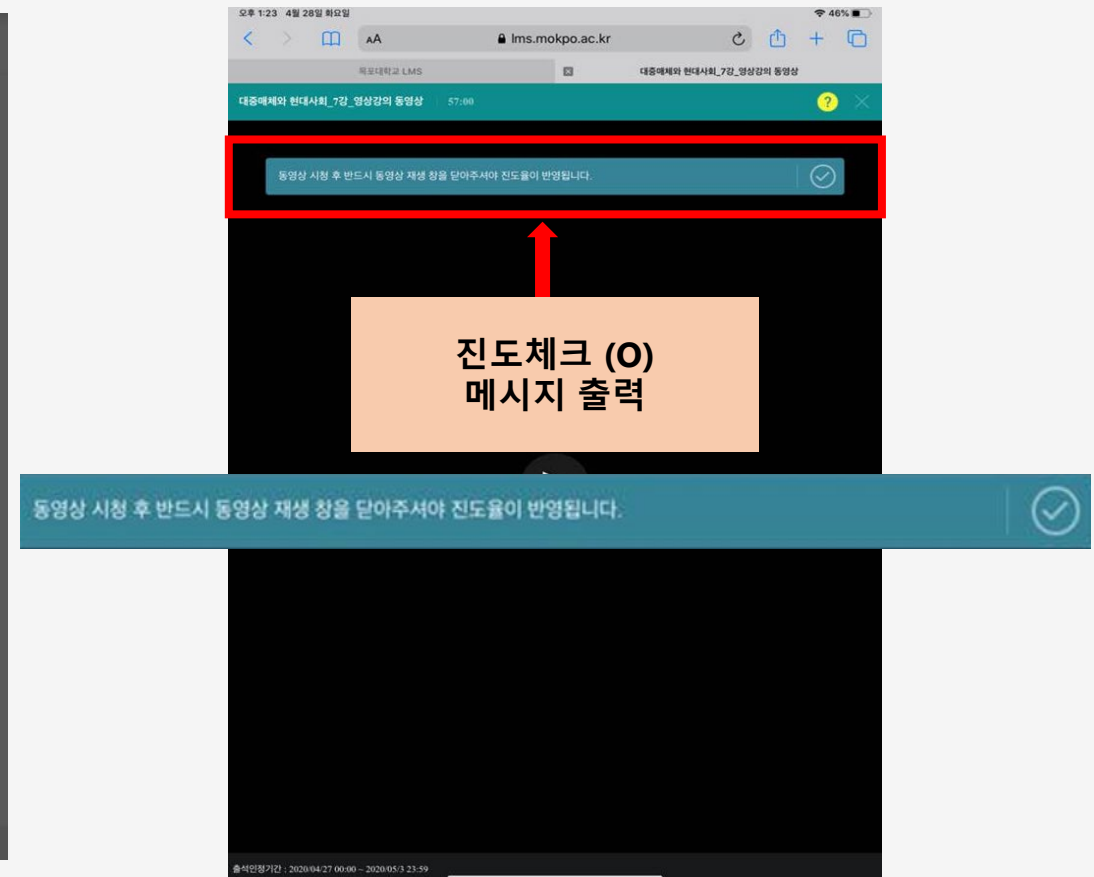 오후 1:23 4월 28일 화요일 46%
AA lms.mokpo.ac.kr
목포대학교 LMS 대중매체와 현대사회_7강_영상강의 동영상
대중매체와 현대사회_7강_영상강의 동영상 57:00 ?
동영상 시청 후 반드시 동영상 재생 창을 닫아주셔야 진도율이 반영됩니다.
진도체크 (O)
메시지 출력
동영상 시청 후 반드시 동영상 재생 창을 닫아주셔야 진도율이 반영됩니다.
출석인정기간 : 2020/04/27 00:00 ~ 2020/05/3 23:59